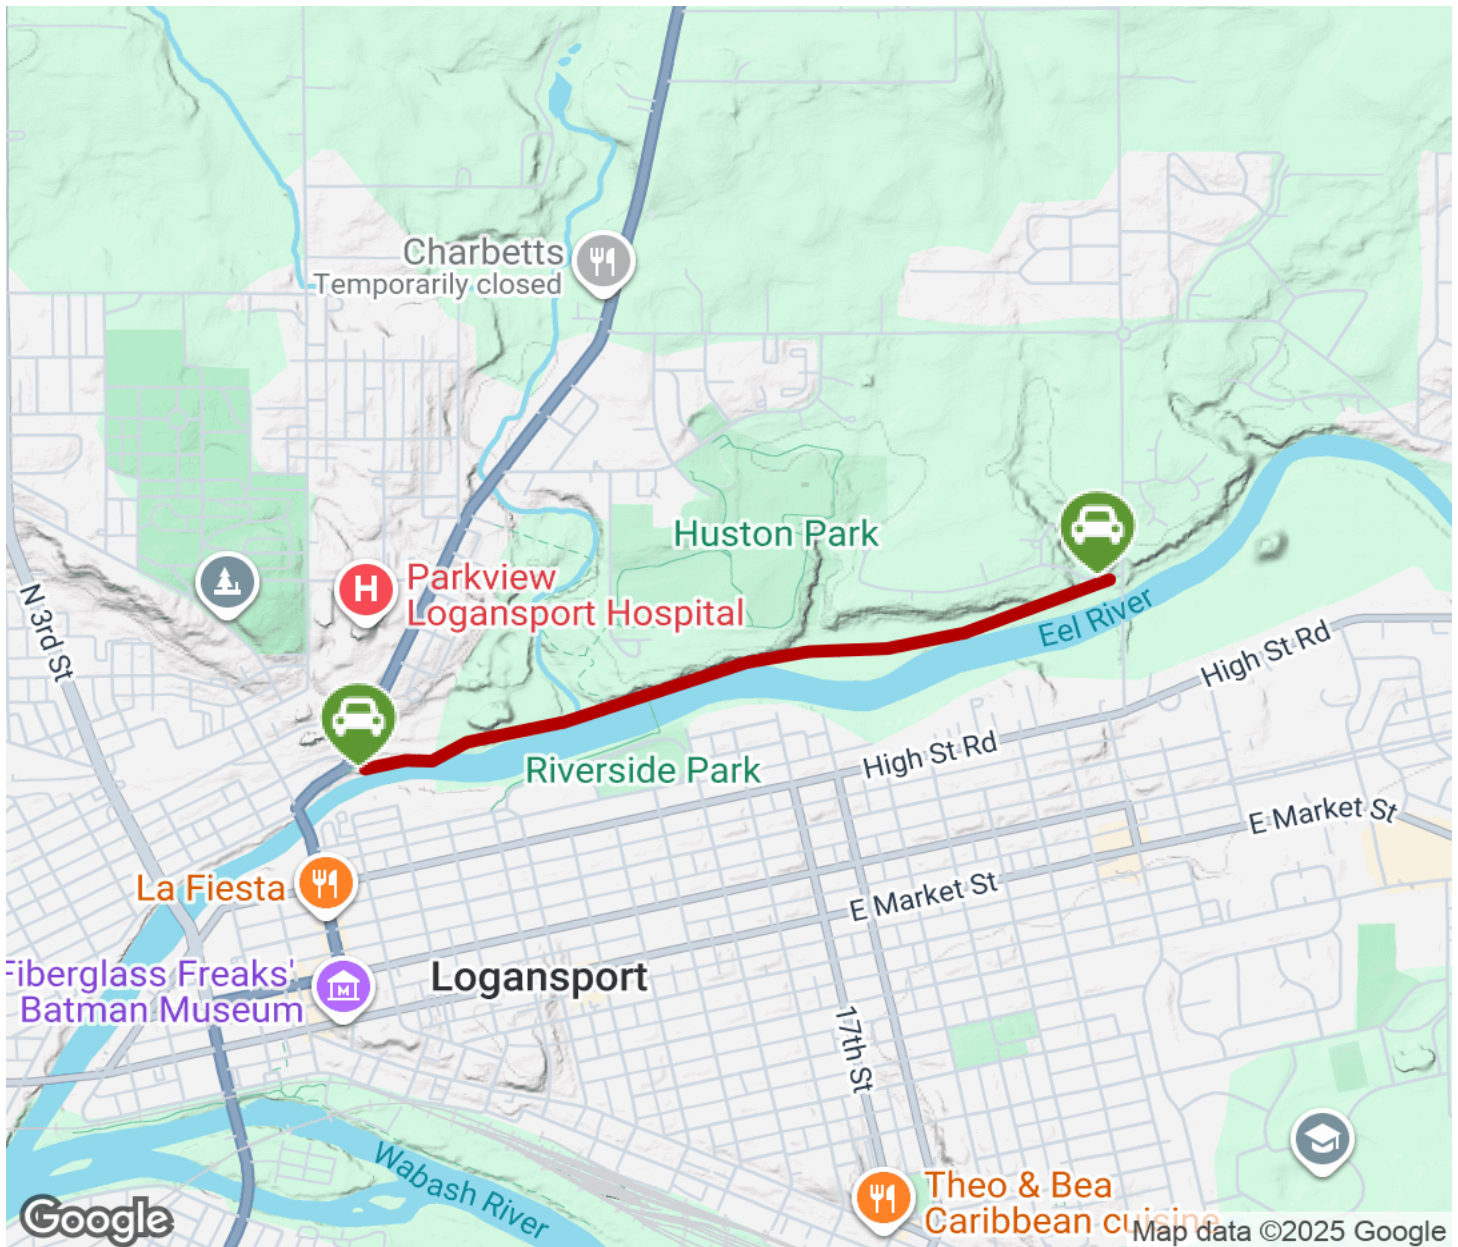 Charbetts
Temporarily closed
Huston Park
Parkview
Logansport Hospital
H
N 3rd St
Eel River
High St Rd
Riverside Park
High St Rd
E Market St
La Fiesta
E Market St
Fiberglass Freaks'
Batman Museum
M
Logansport
17th St
Wabash River
Theo & Bea
Caribbean cuisine
Google
Map data ©2025 Google